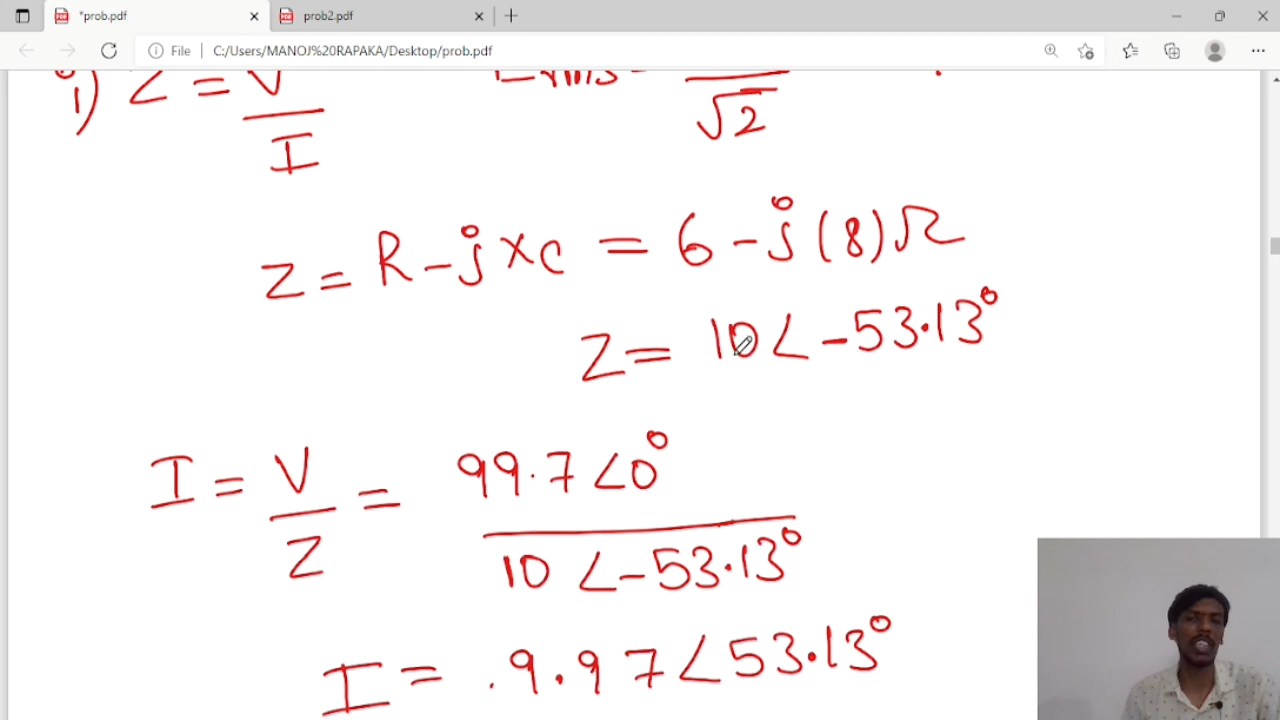 *prob.pdf
prob2.pdf
File
C:/Users/MANOJ%20RAPAKA/Desktop/prob.pdf
i) Z = V / I
√2
Z = R - j Xc = 6 - j (8) Ω
Z = 10 ∠ -53.13°
I = V / Z = 99.7 ∠0° / 10 ∠ -53.13°
I = 9.97 ∠ 53.13°